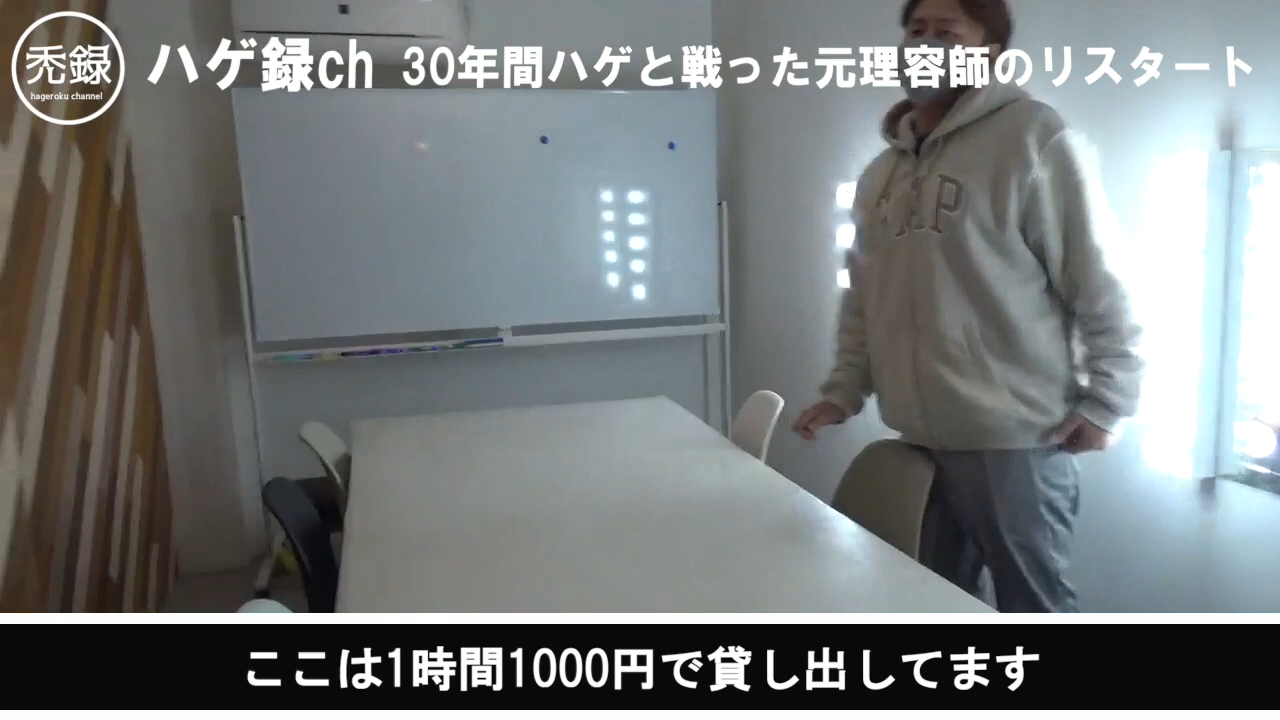 禿録
hageroku channel
ハゲ録ch 30年間ハゲと戦った元理容師のリスタート
GAP
ここは1時間1000円で貸し出してます